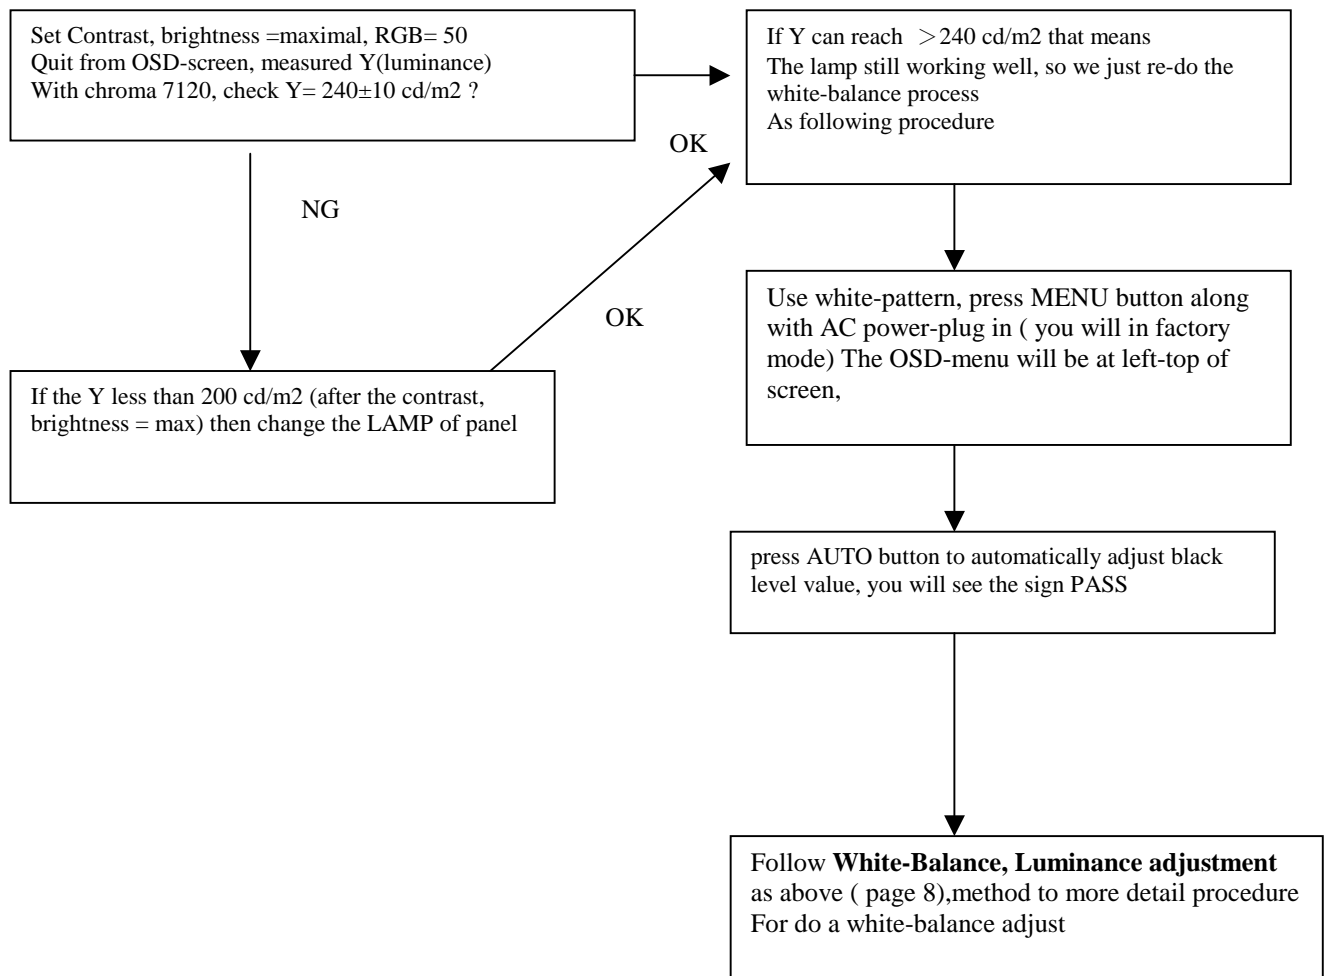 Set Contrast, brightness =maximal, RGB= 50
Quit from OSD-screen, measured Y(luminance)
With chroma 7120, check Y= 240±10 cd/m2 ?
If Y can reach ＞240 cd/m2 that means
The lamp still working well, so we just re-do the
white-balance process
As following procedure
OK
NG
OK
Use white-pattern, press MENU button along
with AC power-plug in ( you will in factory
mode) The OSD-menu will be at left-top of
screen,
If the Y less than 200 cd/m2 (after the contrast,
brightness = max) then change the LAMP of panel
press AUTO button to automatically adjust black
level value, you will see the sign PASS
Follow White-Balance, Luminance adjustment
as above ( page 8),method to more detail procedure
For do a white-balance adjust